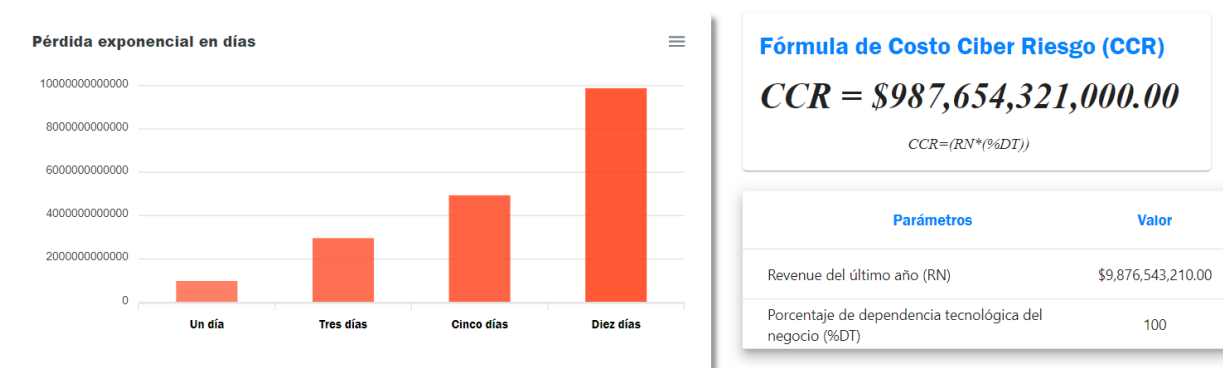 Pérdida exponencial en días
10000000000000
8000000000000
6000000000000
4000000000000
2000000000000
0
Un día
Tres días
Cinco días
Diez días
Fórmula de Costo Ciber Riesgo (CCR)
CCR = $987,654,321,000.00
CCR=(RN*(%DT))
Parámetros Valor
Revenue del último año (RN) $9,876,543,210.00
Porcentaje de dependencia tecnológica del
negocio (%DT) 100